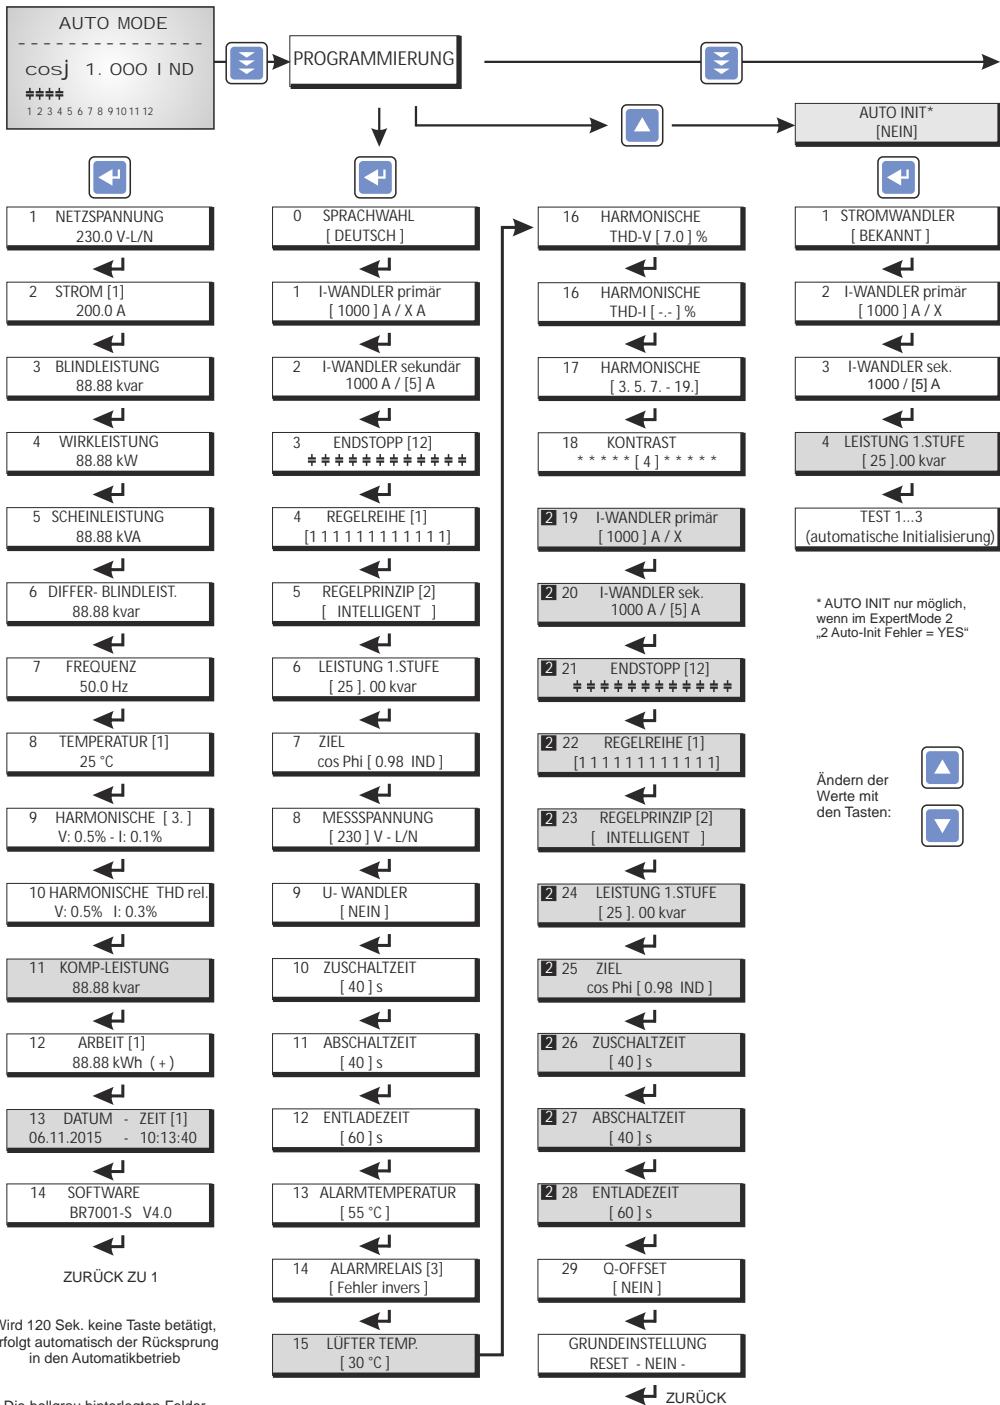 AUTO MODE
cosj 1. 000 I ND
1 2 3 4 5 6 7 8 9 10 11 12
PROGRAMMIERUNG
AUTO INIT*
[NEIN]
1 NETZSPANNUNG
230.0 V-L/N
2 STROM [1]
200.0 A
3 BLINDLEISTUNG
88.88 kvar
4 WIRKLEISTUNG
88.88 kW
5 SCHEINLEISTUNG
88.88 kVA
6 DIFFER- BLINDLEIST.
88.88 kvar
7 FREQUENZ
50.0 Hz
8 TEMPERATUR [1]
25 °C
9 HARMONISCHE [ 3. ]
V: 0.5% - I: 0.1%
10 HARMONISCHE THD rel.
V: 0.5% I: 0.3%
11 KOMP-LEISTUNG
88.88 kvar
12 ARBEIT [1]
88.88 kWh ( + )
13 DATUM - ZEIT [1]
06.11.2015 - 10:13:40
14 SOFTWARE
BR7001-S V4.0
ZURÜCK ZU 1
Wird 120 Sek. keine Taste betätigt,
erfolgt automatisch der Rücksprung
in den Automatikbetrieb
Die hellgrau hinterlegten Felder
0 SPRACHWAHL
[ DEUTSCH ]
1 I-WANDLER primär
[ 1000 ] A / X A
2 I-WANDLER sekundär
1000 A / [5] A
3 ENDSTOPP [12]
4 REGELREIHE [1]
[1 1 1 1 1 1 1 1 1 1 1 1]
5 REGELPRINZIP [2]
[ INTELLIGENT ]
6 LEISTUNG 1.STUFE
[ 25 ]. 00 kvar
7 ZIEL
cos Phi [ 0.98 IND ]
8 MESSSPANNUNG
[ 230 ] V - L/N
9 U- WANDLER
[ NEIN ]
10 ZUSCHALTZEIT
[ 40 ] s
11 ABSCHALTZEIT
[ 40 ] s
12 ENTLADEZEIT
[ 60 ] s
13 ALARMTEMPERATUR
[ 55 °C ]
14 ALARMRELAIS [3]
[ Fehler invers ]
15 LÜFTER TEMP.
[ 30 °C ]
16 HARMONISCHE
THD-V [ 7.0 ] %
16 HARMONISCHE
THD-I [ -.- ] %
17 HARMONISCHE
[ 3. 5. 7. - 19.]
18 KONTRAST
* * * * * [ 4 ] * * * * *
2 19 I-WANDLER primär
[ 1000 ] A / X
2 20 I-WANDLER sek.
1000 A / [5] A
2 21 ENDSTOPP [12]
2 22 REGELREIHE [1]
[1 1 1 1 1 1 1 1 1 1 1 1]
2 23 REGELPRINZIP [2]
[ INTELLIGENT ]
2 24 LEISTUNG 1.STUFE
[ 25 ]. 00 kvar
2 25 ZIEL
cos Phi [ 0.98 IND ]
2 26 ZUSCHALTZEIT
[ 40 ] s
2 27 ABSCHALTZEIT
[ 40 ] s
2 28 ENTLADEZEIT
[ 60 ] s
29 Q-OFFSET
[ NEIN ]
GRUNDEINSTELLUNG
RESET - NEIN -
ZURÜCK
1 STROMWANDLER
[ BEKANNT ]
2 I-WANDLER primär
[ 1000 ] A / X
3 I-WANDLER sek.
1000 / [5] A
4 LEISTUNG 1.STUFE
[ 25 ].00 kvar
TEST 1...3
(automatische Initialisierung)
* AUTO INIT nur möglich,
wenn im ExpertMode 2
„2 Auto-Init Fehler = YES“
Ändern der
Werte mit
den Tasten: